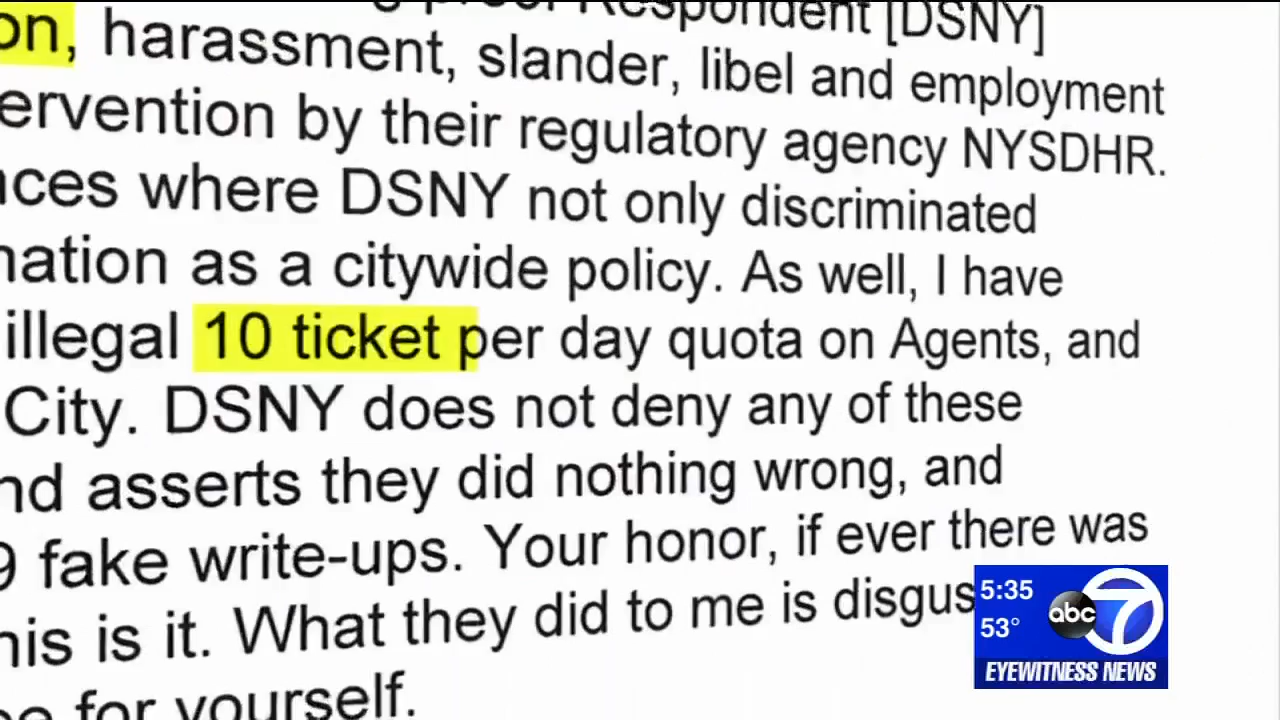 Respondent [DSNY]
on, harassment, slander, libel and employment
ervention by their regulatory agency NYSDHR.
nces where DSNY not only discriminated
nation as a citywide policy. As well, I have
illegal 10 ticket per day quota on Agents, and
City. DSNY does not deny any of these
nd asserts they did nothing wrong, and
9 fake write-ups. Your honor, if ever there was
his is it. What they did to me is disgus
for yourself.
5:35
53°
abc 7
EYEWITNESS NEWS